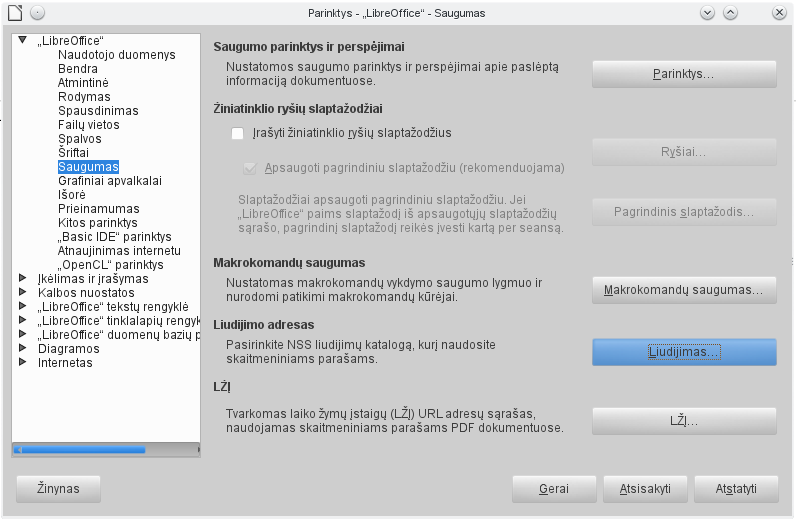 Parinktys - „LibreOffice“ - Saugumas
„LibreOffice“
Naudotojo duomenys
Bendra
Atmintinė
Rodymas
Spausdinimas
Failų vietos
Spalvos
Šriftai
Saugumas
Grafiniai apvalkalai
Išorė
Prieinamumas
Kitos parinktys
„Basic IDE“ parinktys
Atnaujinimas internetu
„OpenCL“ parinktys
Įkėlimas ir įrašymas
Kalbos nuostatos
„LibreOffice“ tekstų rengyklė
„LibreOffice“ tinklalapių rengyk
„LibreOffice“ duomenų bazių p
Diagramos
Internetas
Saugumo parinktys ir perspėjimai
Nustatomos saugumo parinktys ir perspėjimai apie paslėptą
informaciją dokumentuose.
Parinktys...
Žiniatinklio ryšių slaptažodžiai
Įrašyti žiniatinklio ryšių slaptažodžius
Ryšiai...
Apsaugoti pagrindiniu slaptažodžiu (rekomenduojama)
Slaptažodžiai apsaugoti pagrindiniu slaptažodžiu. Jei
„LibreOffice“ paims slaptažodį iš apsaugotųjų slaptažodžių
sąrašo, pagrindinį slaptažodį reikės įvesti kartą per seansą.
Pagrindinis slaptažodis...
Makrokomandų saugumas
Nustatomas makrokomandų vykdymo saugumo lygmuo ir
nurodomi patikimi makrokomandų kūrėjai.
Makrokomandų saugumas...
Liudijimo adresas
Pasirinkite NSS liudijimų katalogą, kurį naudosite
skaitmeniniams parašams.
Liudijimas...
LŽĮ
Tvarkomas laiko žymų įstaigų (LŽĮ) URL adresų sąrašas,
naudojamas skaitmeniniams parašams PDF dokumentuose.
LŽĮ...
Žinynas
Gerai
Atsisakyti
Atstatyti